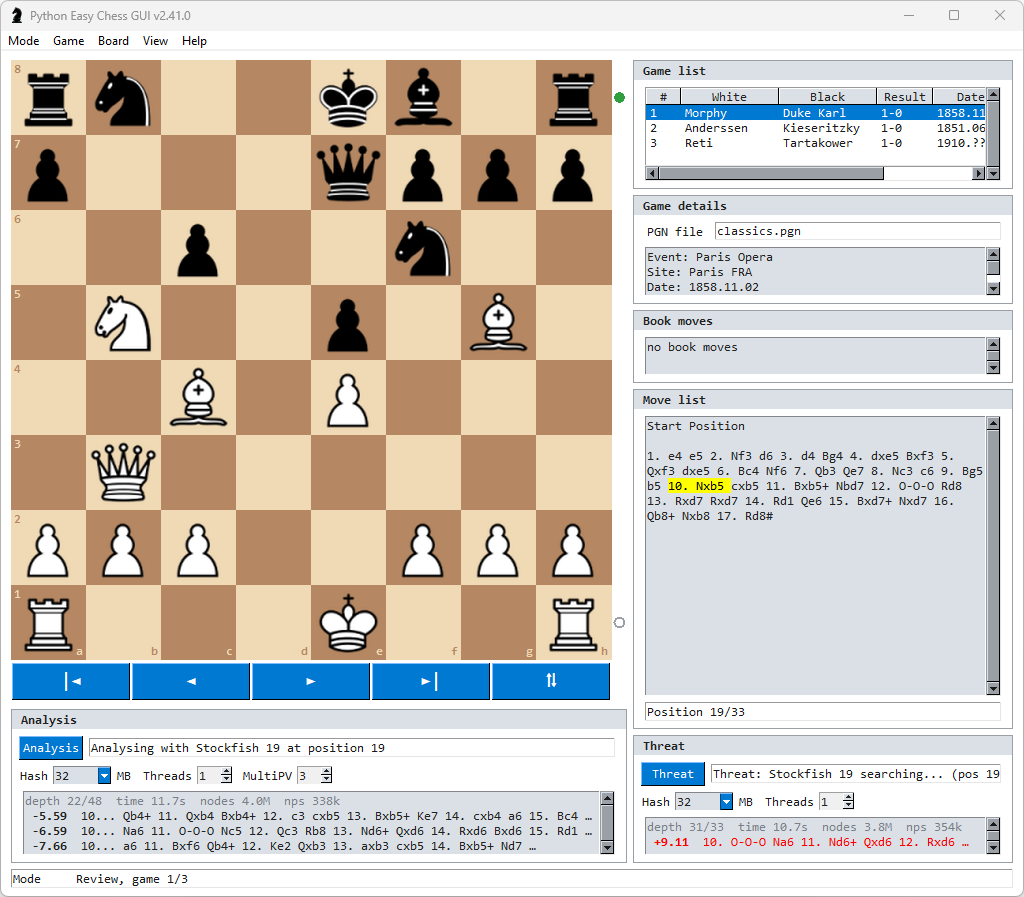 Python Easy Chess GUI v2.41.0
Mode Game Board View Help
8
7
6
5
4
3
2
1
a b c d e f g h
|◄ ◄ ► ►| ⇅
Analysis
Analysis Analysing with Stockfish 19 at position 19
Hash 32 MB Threads 1 MultiPV 3
depth 22/48 time 11.7s nodes 4.0M nps 338k
-5.59 10... Qb4+ 11. Qxb4 Bxb4+ 12. c3 cxb5 13. Bxb5+ Ke7 14. cxb4 a6 15. Bc4 …
-6.59 10... Na6 11. O-O-O Nc5 12. Qc3 Rb8 13. Nd6+ Qxd6 14. Rxd6 Bxd6 15. Rd1 …
-7.66 10... a6 11. Bxf6 Qb4+ 12. Ke2 Qxb3 13. axb3 cxb5 14. Bxb5+ Nd7 …
Game list
# White Black Result Date
1 Morphy Duke Karl 1-0 1858.11
2 Anderssen Kieseritzky 1-0 1851.06
3 Reti Tartakower 1-0 1910.??
Game details
PGN file classics.pgn
Event: Paris Opera
Site: Paris FRA
Date: 1858.11.02
Book moves
no book moves
Move list
Start Position
1. e4 e5 2. Nf3 d6 3. d4 Bg4 4. dxe5 Bxf3 5.
Qxf3 dxe5 6. Bc4 Nf6 7. Qb3 Qe7 8. Nc3 c6 9. Bg5
b5 10. Nxb5 cxb5 11. Bxb5+ Nbd7 12. O-O-O Rd8
13. Rxd7 Rxd7 14. Rd1 Qe6 15. Bxd7+ Nxd7 16.
Qb8+ Nxb8 17. Rd8#
Position 19/33
Threat
Threat Threat: Stockfish 19 searching... (pos 19
Hash 32 MB Threads 1
depth 31/33 time 10.7s nodes 3.8M nps 354k
+9.11 10. O-O-O Na6 11. Nd6+ Qxd6 12. Rxd6 …
Mode Review, game 1/3